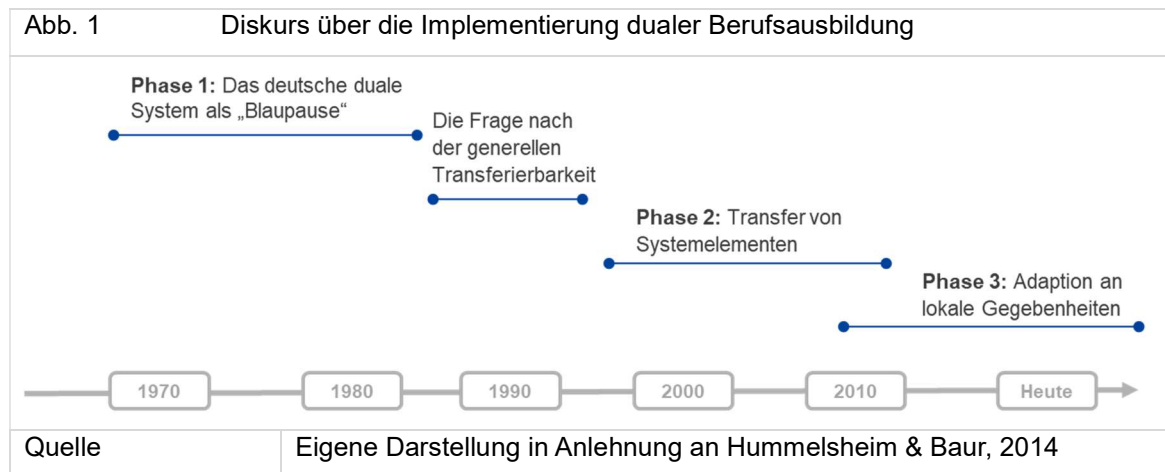 Abb. 1 Diskurs über die Implementierung dualer Berufsausbildung
Phase 1: Das deutsche duale
System als „Blaupause“
Die Frage nach
der generellen
Transferierbarkeit
Phase 2: Transfer von
Systemelementen
Phase 3: Adaption an
lokale Gegebenheiten
1970 1980 1990 2000 2010 Heute
Quelle Eigene Darstellung in Anlehnung an Hummelsheim & Baur, 2014